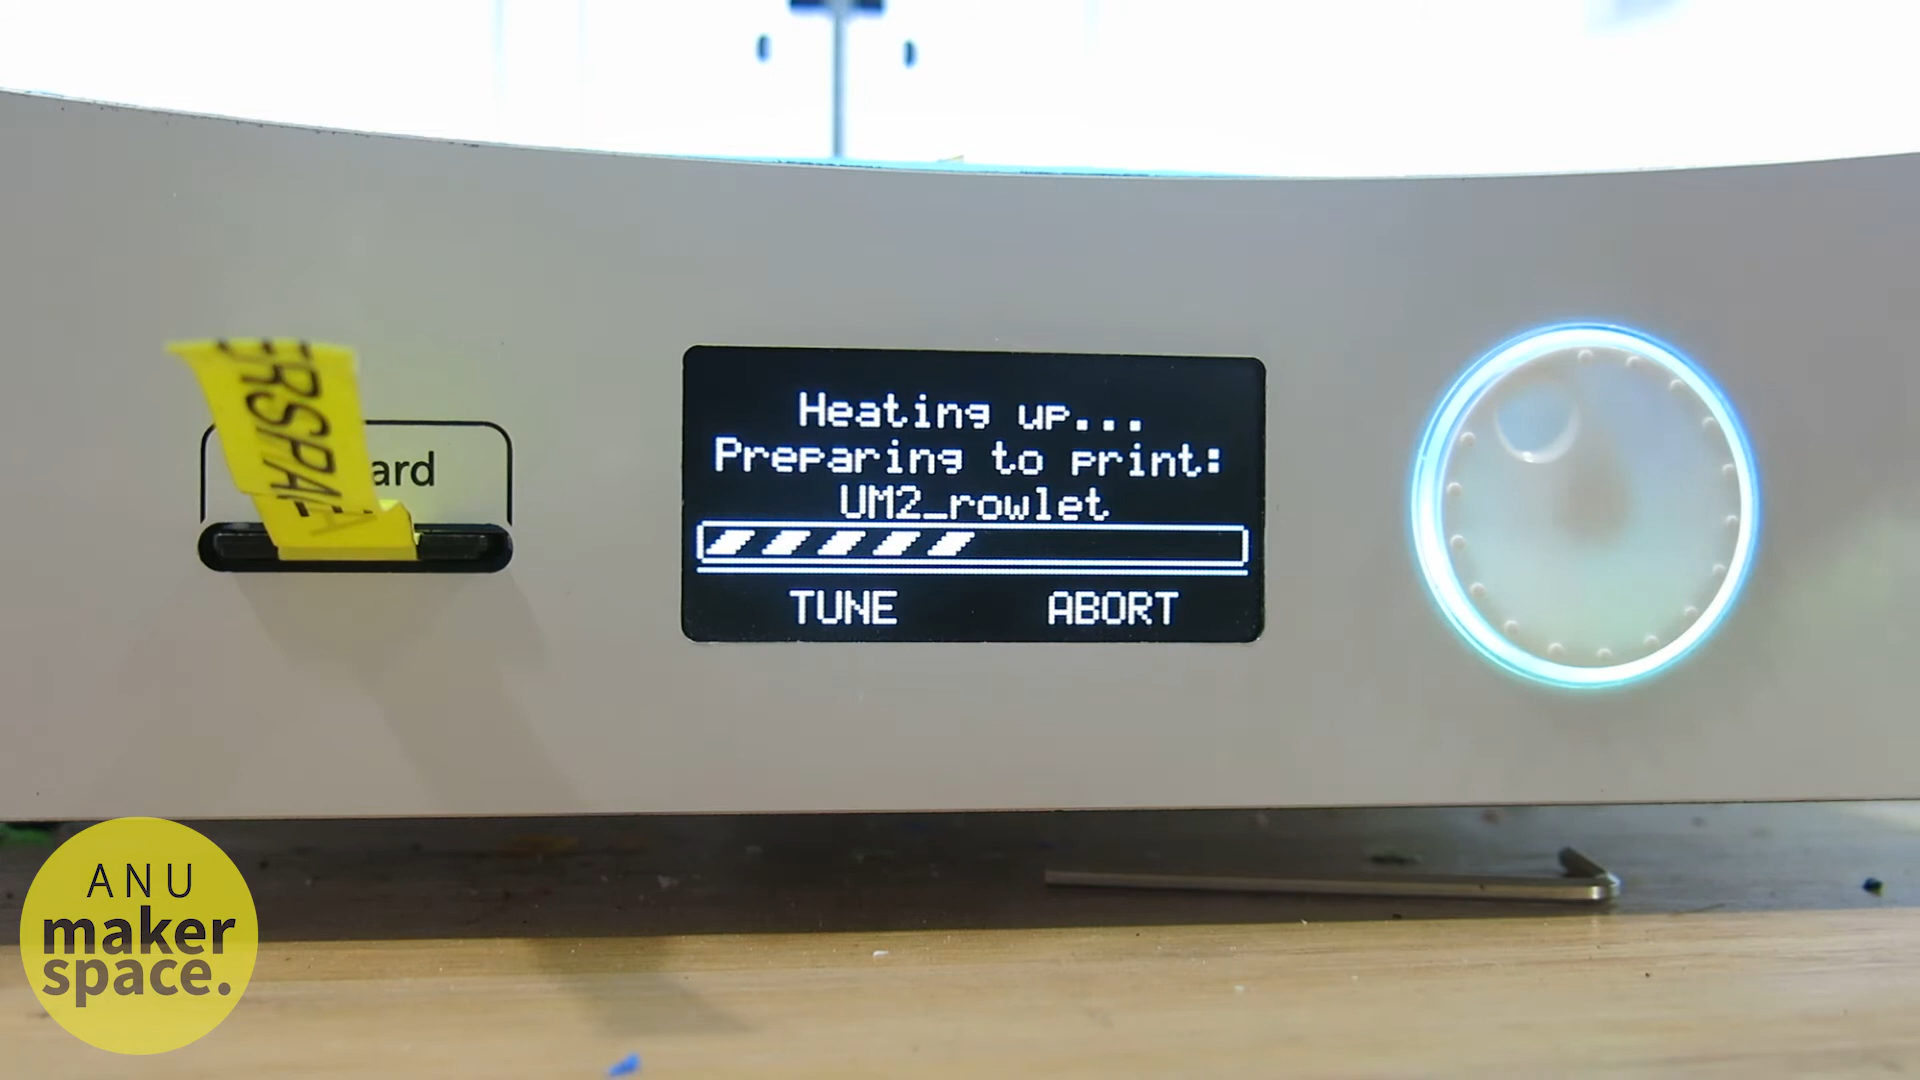 ard
Heating up...
Preparing to print:
UM2_rowlet
TUNE
ABORT
ANU
maker
space.